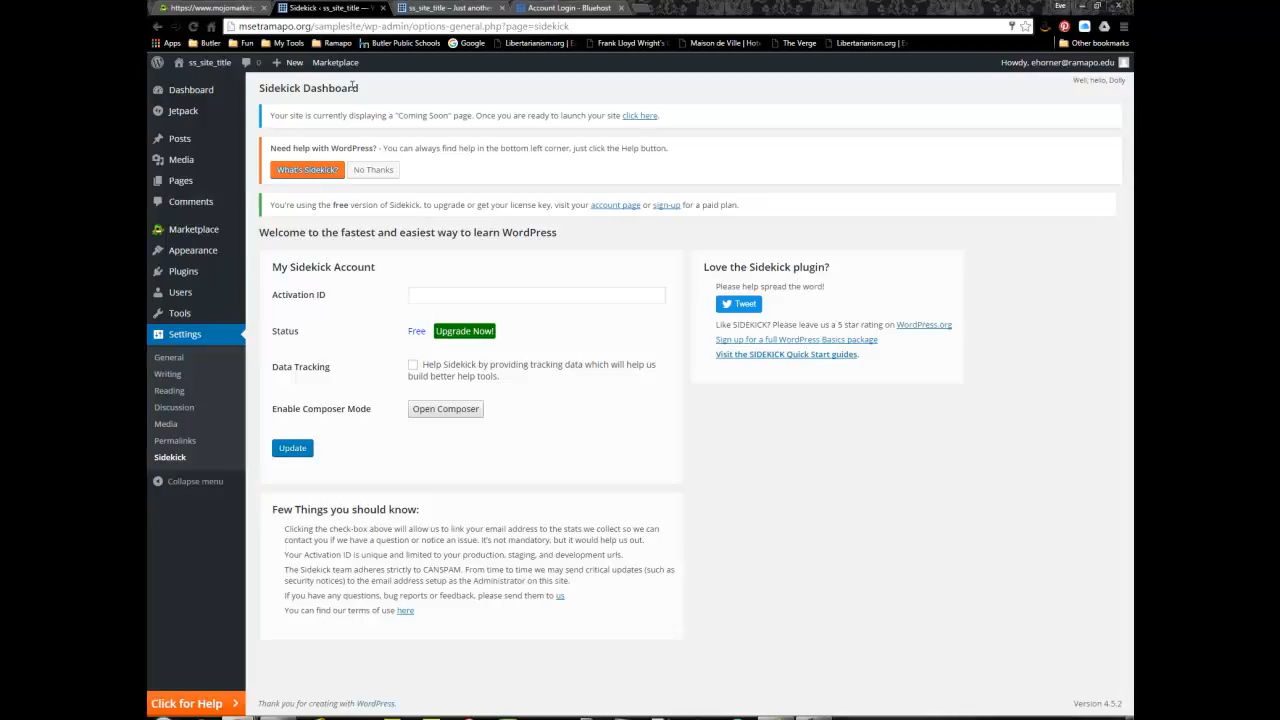 https://www.mojomarket
Sidekick ‹ ss_site_title —
ss_site_title – Just anothe
Account Login - Bluehost
Eve
msetramapo.org/samplesite/wp-admin/options-general.php?page=sidekick
Apps
Butler
Fun
My Tools
Ramapo
Butler Public Schools
Google
Libertarianism.org | E
Frank Lloyd Wright's
Maison de Ville | Hot
The Verge
Libertarianism.org | E
Other bookmarks
ss_site_title
0
New
Marketplace
Howdy, ehorner@ramapo.edu
Well, hello, Dolly
Dashboard
Jetpack
Posts
Media
Pages
Comments
Marketplace
Appearance
Plugins
Users
Tools
Settings
General
Writing
Reading
Discussion
Media
Permalinks
Sidekick
Collapse menu
Click for Help
Sidekick Dashboard
Your site is currently displaying a "Coming Soon" page. Once you are ready to launch your site click here.
Need help with WordPress? - You can always find help in the bottom left corner, just click the Help button.
What's Sidekick?
No Thanks
You're using the free version of Sidekick, to upgrade or get your license key, visit your account page or sign-up for a paid plan.
Welcome to the fastest and easiest way to learn WordPress
My Sidekick Account
Activation ID
Status
Free
Upgrade Now!
Data Tracking
Help Sidekick by providing tracking data which will help us
build better help tools.
Enable Composer Mode
Open Composer
Update
Love the Sidekick plugin?
Please help spread the word!
Tweet
Like SIDEKICK? Please leave us a 5 star rating on WordPress.org
Sign up for a full WordPress Basics package
Visit the SIDEKICK Quick Start guides.
Few Things you should know:
Clicking the check-box above will allow us to link your email address to the stats we collect so we can
contact you if we have a question or notice an issue. it's not mandatory, but it would help us out.
Your Activation ID is unique and limited to your production, staging, and development urls.
The Sidekick team adheres strictly to CANSPAM. From time to time we may send critical updates (such as
security notices) to the email address setup as the Administrator on this site.
If you have any questions, bug reports or feedback, please send them to us
You can find our terms of use here
Thank you for creating with WordPress.
Version 4.5.2